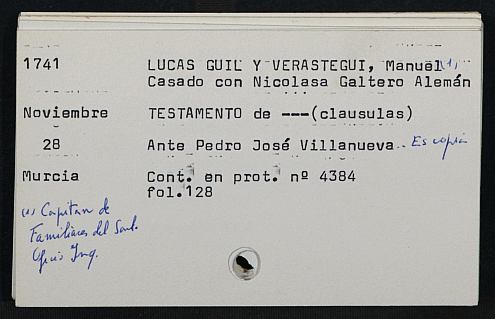 1741 LUCAS GUIL Y VERASTEGUI, Manuel (1)
Casado con Nicolasa Galtero Alemán
Noviembre TESTAMENTO de ---(clausulas)
28 Ante Pedro José Villanueva.. Es copia
Murcia Cont. en prot. nº 4384
fol.128
(1) Capitan de
Familiares del Sant.
Oficio Inq.